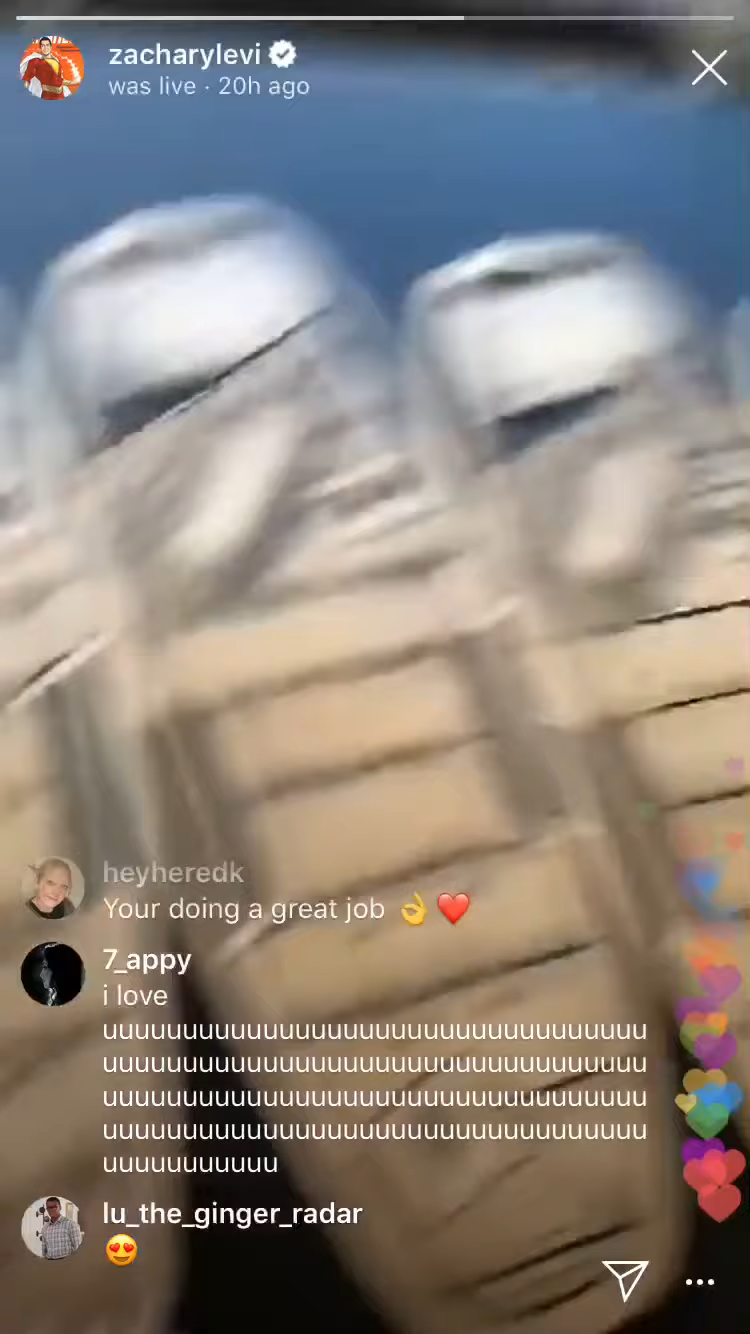 zacharylevi
was live · 20h ago
heyheredk
Your doing a great job 👌❤️
7_appy
i love
uuuuuuuuuuuuuuuuuuuuuuuuuuuuuuuuuu
uuuuuuuuuuuuuuuuuuuuuuuuuuuuuuuuuu
uuuuuuuuuuuuuuuuuuuuuuuuuuuuuuuuuu
uuuuuuuuuuuuuuuuuuuuuuuuuuuuuuuuuu
uuuuuuuuuuu
lu_the_ginger_radar
😍